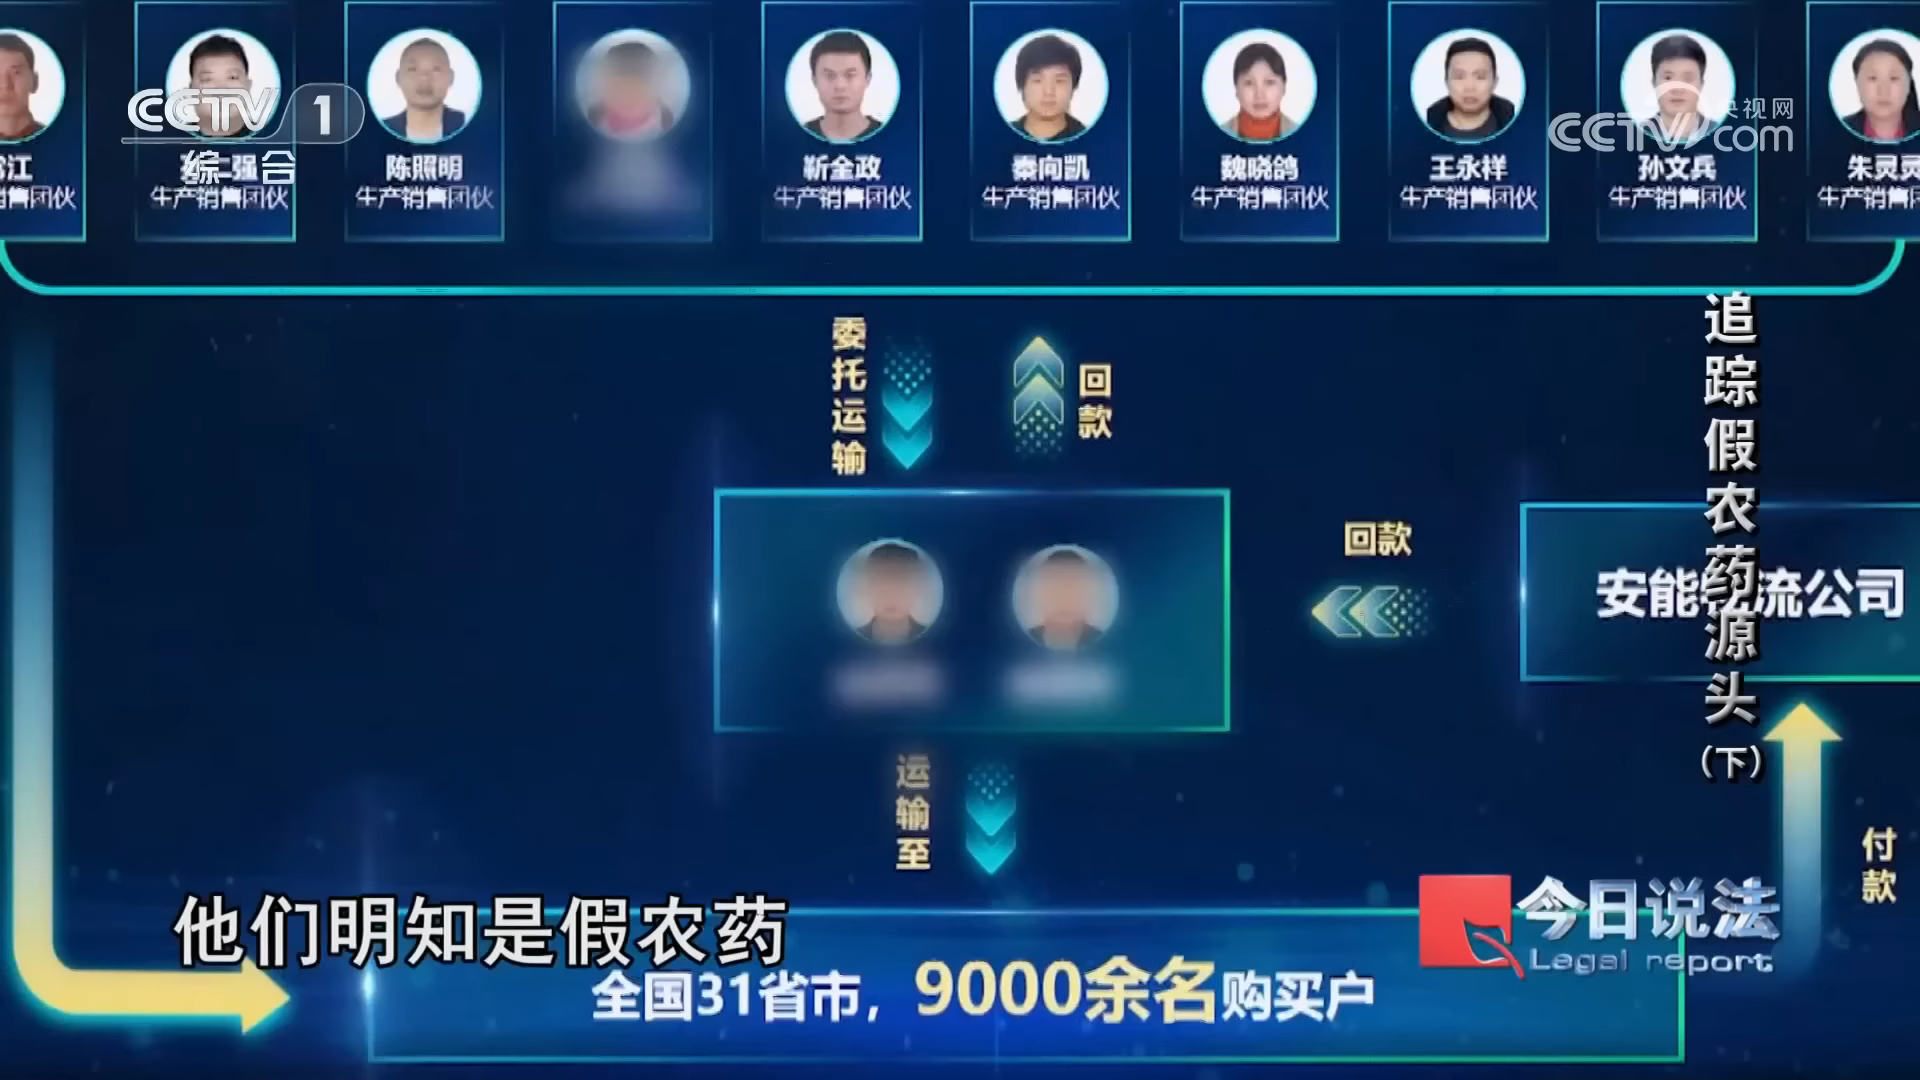 CCTV 1
综合
央视网
CCTV.com
江
二强
陈照明
靳全政
秦向凯
魏晓鸽
王永祥
孙文兵
朱灵灵
销售团伙
生产销售团伙
生产销售团伙
生产销售团伙
生产销售团伙
生产销售团伙
生产销售团伙
生产销售团伙
生产销售团伙
委托运输
回款
回款
安能物流公司
追踪假农药源头
（下）
运输至
付款
他们明知是假农药
今日说法
Legal report
全国31省市，9000余名购买户